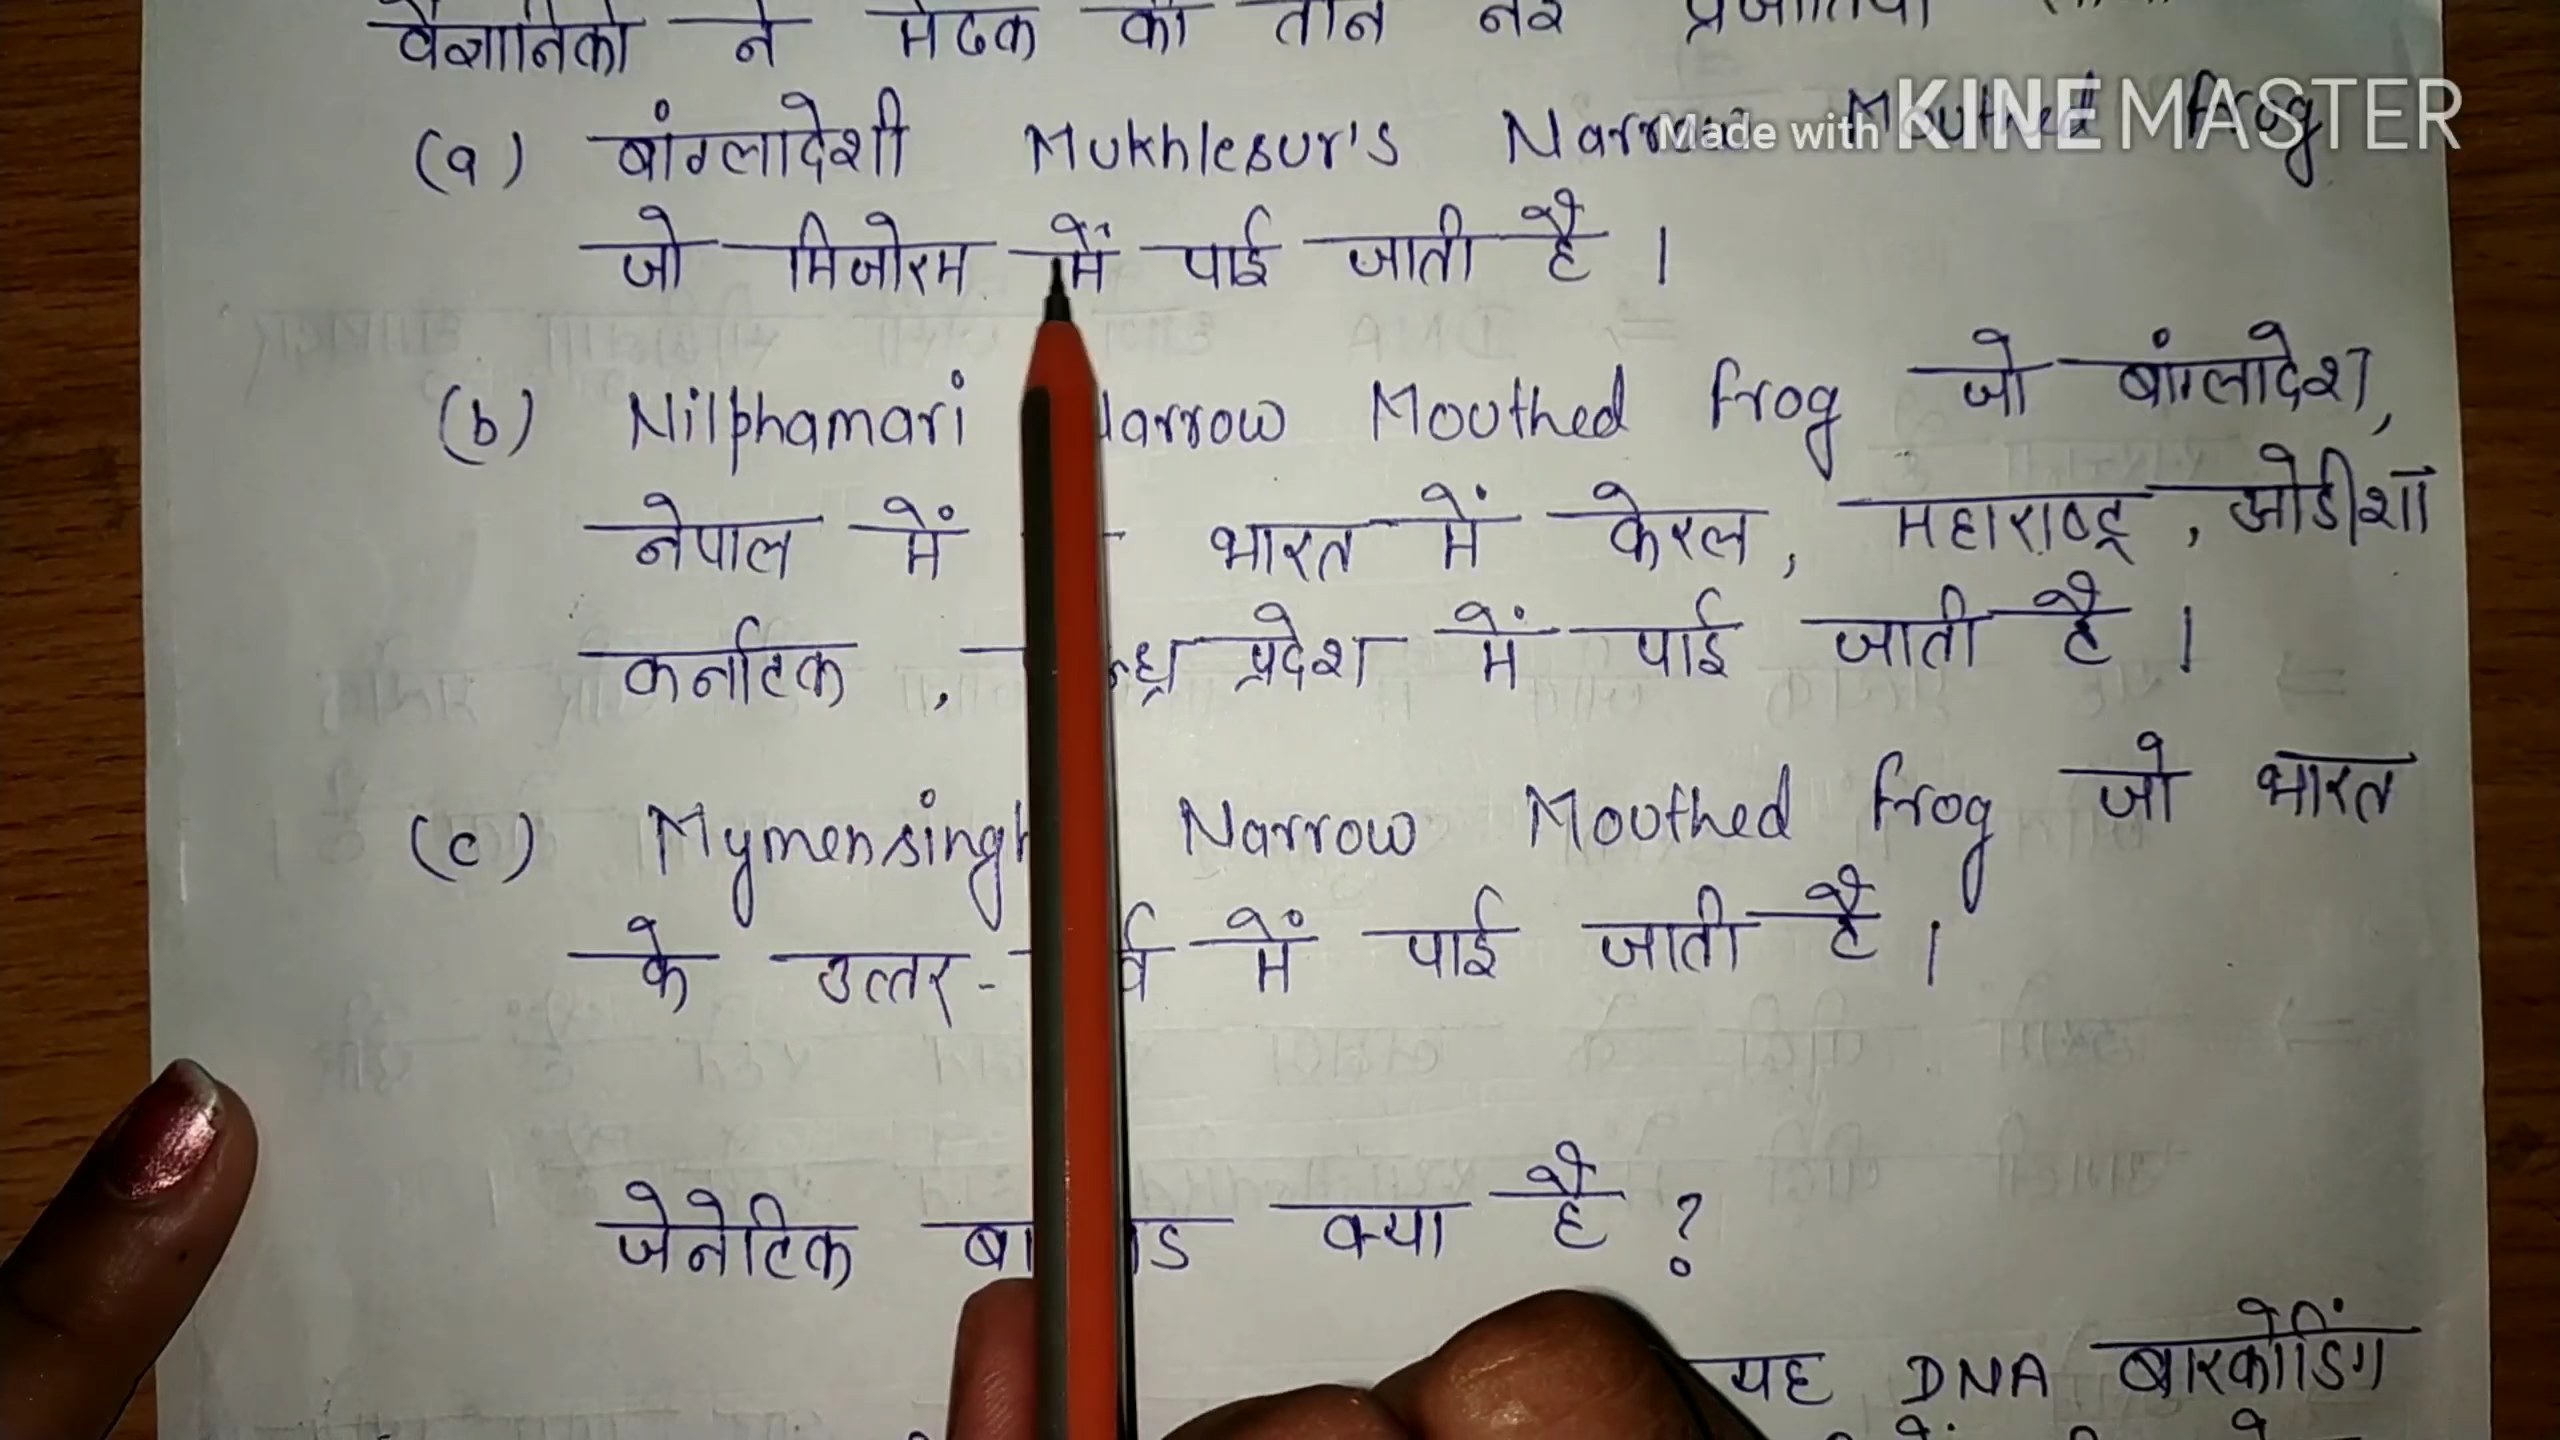 वैज्ञानिकों ने मेढक की तीन नई प्रजातियां
(a) बांग्लादेशी Mukhlesur's Narrow Mouthed Frog
Made with KINEMASTER
जो मिजोरम में पाई जाती है ।
(b) Nilphamari Narrow Mouthed Frog जो बांग्लादेश,
नेपाल में भारत में केरल, महाराष्ट्र, ओडीशा
कर्नाटक, प्रदेश में पाई जाती है ।
(c) Mymensingh Narrow Mouthed Frog जो भारत
के उत्तर- में पाई जाती है ।
जेनेटिक क्या है ?
यह DNA बारकोडिंग